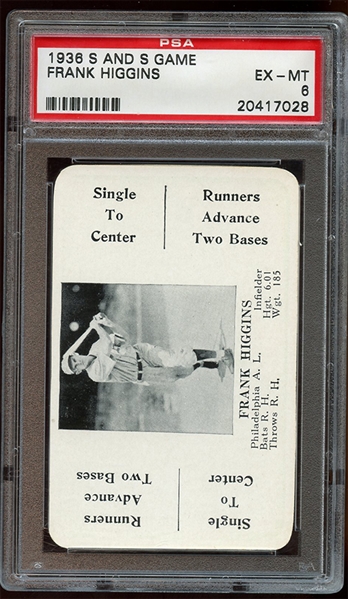 PSA
1936 S AND S GAME
FRANK HIGGINS
EX-MT
6
20417028
Single
To
Center
Runners
Advance
Two Bases
FRANK HIGGINS
Infielder
Philadelphia A. L.
Hgt. 6.01
Bats R. H.
Wgt. 185
Throws R. H.
Single
To
Center
Runners
Advance
Two Bases